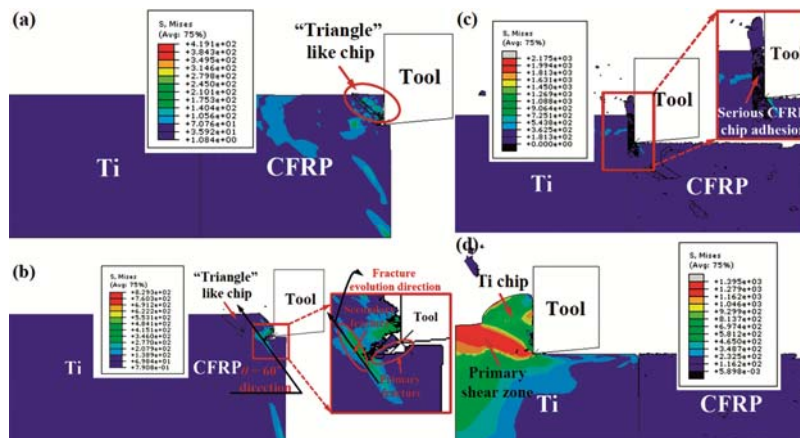 (a)
S, Mises
(Avg: 75%)
+4.191e+02
+3.843e+02
+3.495e+02
+3.146e+02
+2.798e+02
+2.450e+02
+2.101e+02
+1.753e+02
+1.404e+02
+1.056e+02
+7.076e+01
+3.592e+01
+1.084e+00
“Triangle”
like chip
Tool
Ti
CFRP
(b)
S, Mises
(Avg: 75%)
+8.293e+02
+7.603e+02
+6.912e+02
+6.222e+02
+5.531e+02
+4.841e+02
+4.151e+02
+3.460e+02
+2.770e+02
+2.079e+02
+1.389e+02
+7.908e-01
“Triangle”
like chip
Tool
Fracture
evolution direction
Secondary
fracture
Tool
Primary
fracture
Ti
CFRP
θ = 60°
direction
(c)
S, Mises
(Avg: 75%)
+2.175e+03
+1.994e+03
+1.813e+03
+1.631e+03
+1.450e+03
+1.269e+03
+1.088e+03
+9.064e+02
+7.251e+02
+5.438e+02
+3.625e+02
+1.813e+02
+0.000e+00
Tool
Tool
Serious CFRP
chip adhesion
Ti
CFRP
(d)
Ti chip
Tool
S, Mises
(Avg: 75%)
+1.395e+03
+1.279e+03
+1.162e+03
+1.046e+03
+9.299e+02
+8.137e+02
+6.974e+02
+5.812e+02
+4.650e+02
+3.487e+02
+2.325e+02
+1.162e+02
+5.898e-03
Primary
shear zone
Ti
CFRP